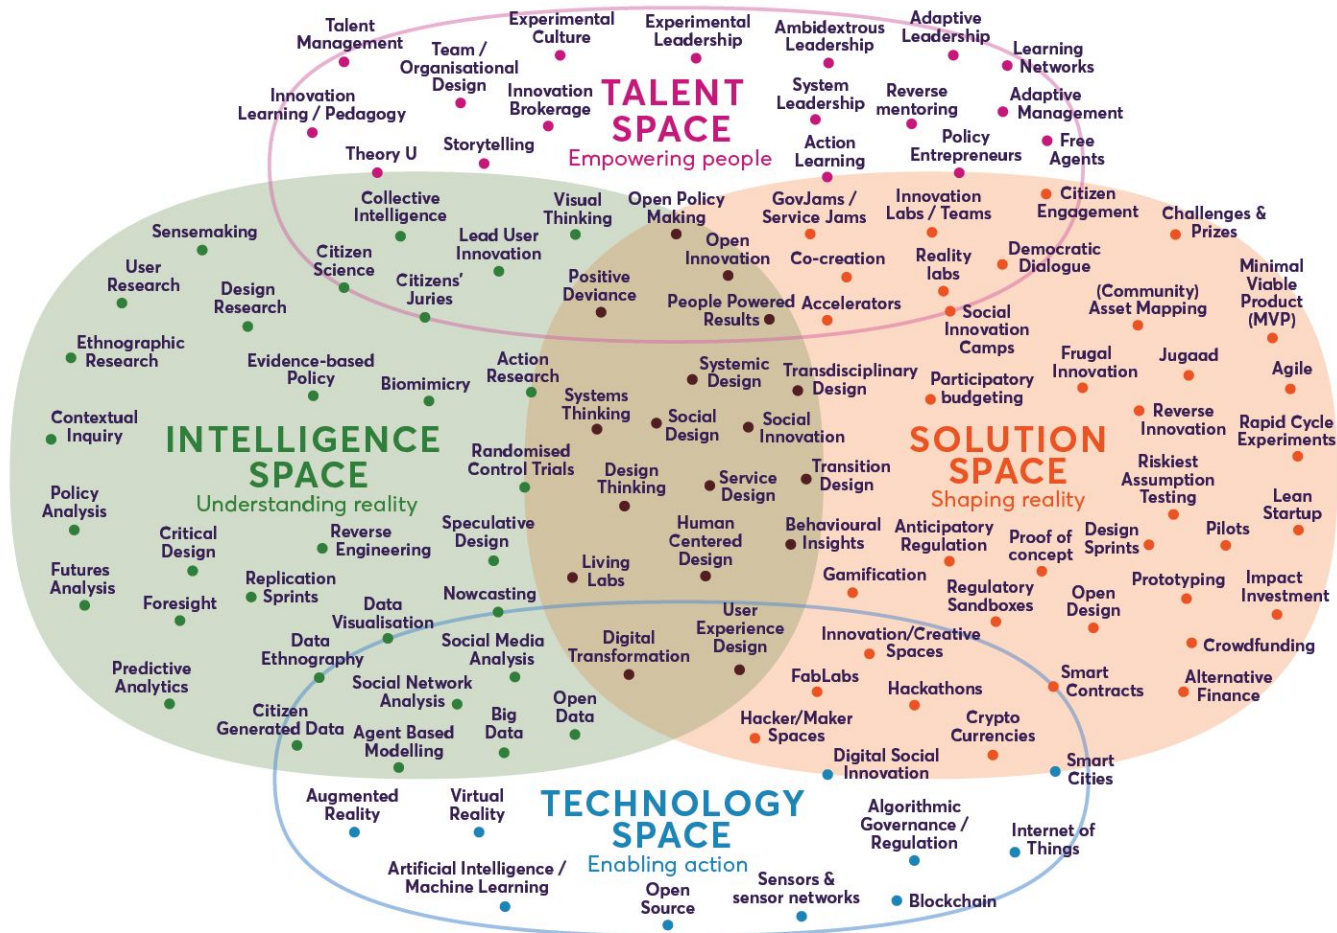 Talent
Management
Team /
Organisational
Design
Experimental
Culture
Experimental
Leadership
Ambidextrous
Leadership
Adaptive
Leadership
Learning
Networks
Innovation
Learning / Pedagogy
Innovation
Brokerage
TALENT
SPACE
Empowering people
System
Leadership
Reverse
mentoring
Adaptive
Management
Theory U
Storytelling
Action
Learning
Policy
Entrepreneurs
Free
Agents
Collective
Intelligence
Visual
Thinking
Open Policy
Making
GovJams /
Service Jams
Innovation
Labs / Teams
Citizen
Engagement
Challenges &
Prizes
Sensemaking
Citizen
Science
Lead User
Innovation
Open
Innovation
Co-creation
Reality
labs
Democratic
Dialogue
User
Research
Design
Research
Citizens'
Juries
Positive
Deviance
People Powered
Results
Accelerators
Social
Innovation
Camps
(Community)
Asset Mapping
Minimal
Viable
Product
(MVP)
Ethnographic
Research
Evidence-based
Policy
Biomimicry
Action
Research
Systemic
Design
Transdisciplinary
Design
Participatory
budgeting
Frugal
Innovation
Jugaad
Agile
Contextual
Inquiry
INTELLIGENCE
SPACE
Understanding reality
Systems
Thinking
Social
Design
Social
Innovation
SOLUTION
SPACE
Shaping reality
Reverse
Innovation
Rapid Cycle
Experiments
Randomised
Control Trials
Design
Thinking
Service
Design
Transition
Design
Riskiest
Assumption
Testing
Lean
Startup
Policy
Analysis
Critical
Design
Reverse
Engineering
Speculative
Design
Human
Centered
Design
Behavioural
Insights
Anticipatory
Regulation
Proof of
concept
Design
Sprints
Pilots
Futures
Analysis
Foresight
Replication
Sprints
Nowcasting
Living
Labs
Gamification
Regulatory
Sandboxes
Open
Design
Prototyping
Impact
Investment
Data
Visualisation
Data
Ethnography
Social Media
Analysis
Digital
Transformation
User
Experience
Design
Innovation/Creative
Spaces
Crowdfunding
Predictive
Analytics
Social Network
Analysis
FabLabs
Hackathons
Smart
Contracts
Alternative
Finance
Citizen
Generated Data
Agent Based
Modelling
Big
Data
Open
Data
Hacker/Maker
Spaces
Crypto
Currencies
Digital Social
Innovation
Smart
Cities
Augmented
Reality
Virtual
Reality
TECHNOLOGY
SPACE
Enabling action
Algorithmic
Governance /
Regulation
Internet of
Things
Artificial Intelligence /
Machine Learning
Open
Source
Sensors &
sensor networks
Blockchain